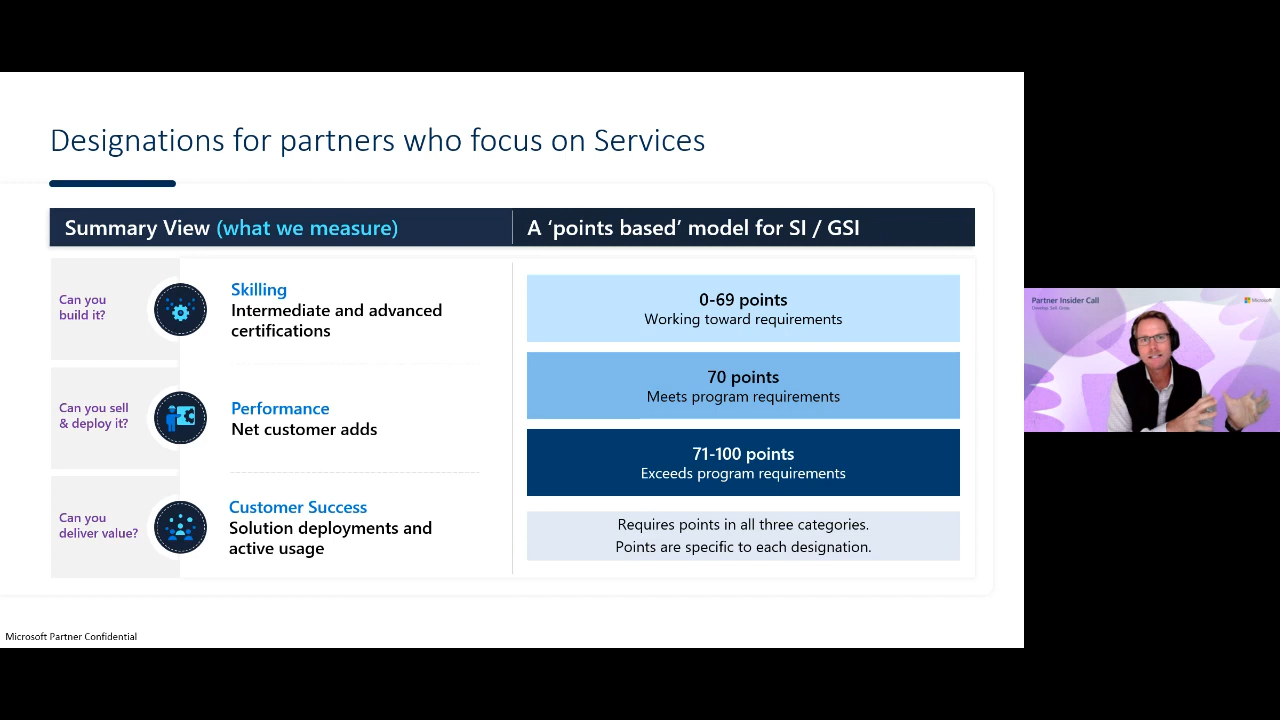 Designations for partners who focus on Services
Summary View (what we measure)
A ‘points based’ model for SI / GSI
Can you
build it?
Skilling
Intermediate and advanced
certifications
Can you sell
& deploy it?
Performance
Net customer adds
Can you
deliver value?
Customer Success
Solution deployments and
active usage
0-69 points
Working toward requirements
70 points
Meets program requirements
71-100 points
Exceeds program requirements
Requires points in all three categories.
Points are specific to each designation.
Microsoft Partner Confidential
Partner Insider Call
Develop. Sell. Grow.
Microsoft